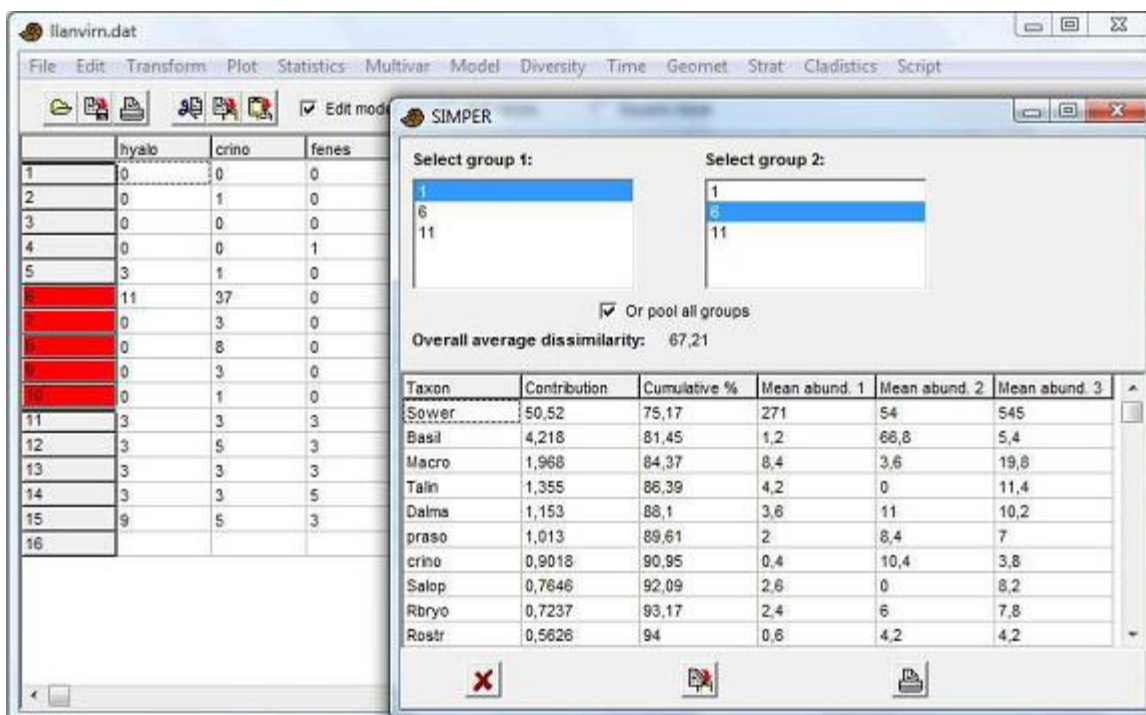 llanvirn.dat
File Edit Transform Plot Statistics Multivar Model Diversity Time Geomet Strat Cladistics Script
Edit mode
hyalo crino fenes
1 0 0 0
2 0 1 0
3 0 0 0
4 0 0 1
5 3 1 0
6 11 37 0
7 0 3 0
8 0 8 0
9 0 3 0
10 0 1 0
11 3 3 3
12 3 5 3
13 3 3 3
14 3 3 5
15 9 5 3
16
SIMPER
Select group 1: Select group 2:
1 1
6 6
11 11
Or pool all groups
Overall average dissimilarity: 67,21
Taxon Contribution Cumulative % Mean abund. 1 Mean abund. 2 Mean abund. 3
Sower 50,52 75,17 271 54 545
Basil 4,218 81,45 1,2 66,8 5,4
Macro 1,968 84,37 8,4 3,6 19,8
Talin 1,355 86,39 4,2 0 11,4
Dalma 1,153 88,1 3,6 11 10,2
praso 1,013 89,61 2 8,4 7
crino 0,9018 90,95 0,4 10,4 3,8
Salop 0,7646 92,09 2,6 0 8,2
Rbryo 0,7237 93,17 2,4 6 7,8
Rostr 0,5626 94 0,6 4,2 4,2